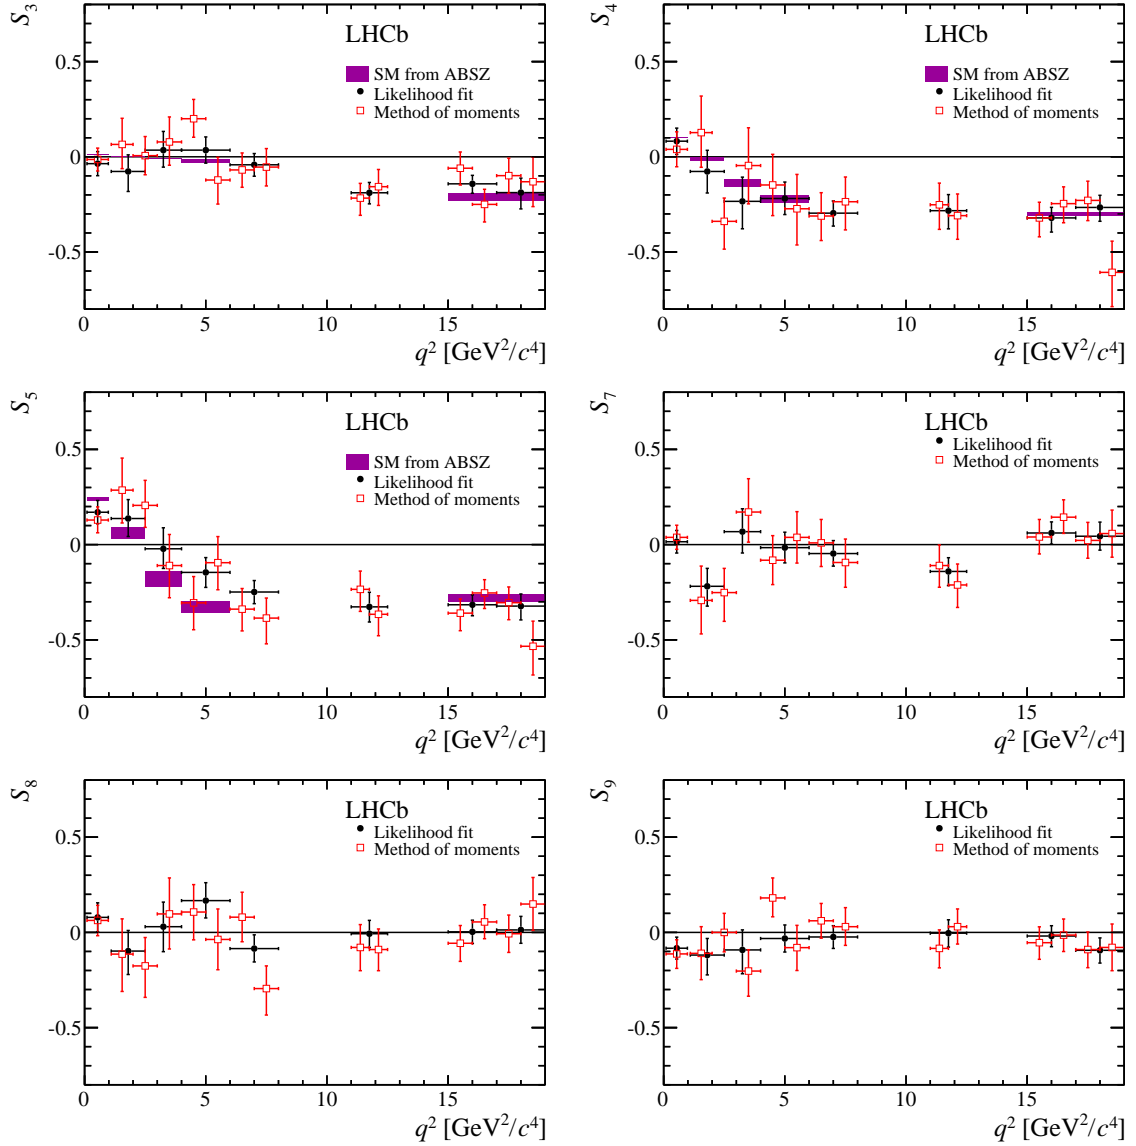 S₃
LHCb
SM from ABSZ
Likelihood fit
Method of moments
0.5
0
-0.5
0 5 10 15
q² [GeV²/c⁴]
S₄
LHCb
SM from ABSZ
Likelihood fit
Method of moments
0.5
0
-0.5
0 5 10 15
q² [GeV²/c⁴]
S₅
LHCb
SM from ABSZ
Likelihood fit
Method of moments
0.5
0
-0.5
0 5 10 15
q² [GeV²/c⁴]
S₇
LHCb
Likelihood fit
Method of moments
0.5
0
-0.5
0 5 10 15
q² [GeV²/c⁴]
S₈
LHCb
Likelihood fit
Method of moments
0.5
0
-0.5
0 5 10 15
q² [GeV²/c⁴]
S₉
LHCb
Likelihood fit
Method of moments
0.5
0
-0.5
0 5 10 15
q² [GeV²/c⁴]